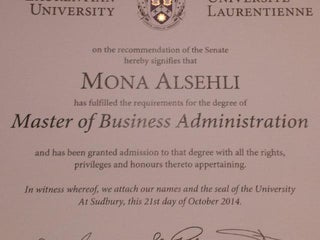 LAURENTIAN UNIVERSITÉ
UNIVERSITY LAURENTIENNE
on the recommendation of the Senate
hereby signifies that
MONA ALSEHLI
has fulfilled the requirements for the degree of
Master of Business Administration
and has been granted admission to that degree with all the rights,
privileges and honours thereto appertaining.
In witness whereof, we attach our names and the seal of the University
At Sudbury, this 21st day of October 2014.